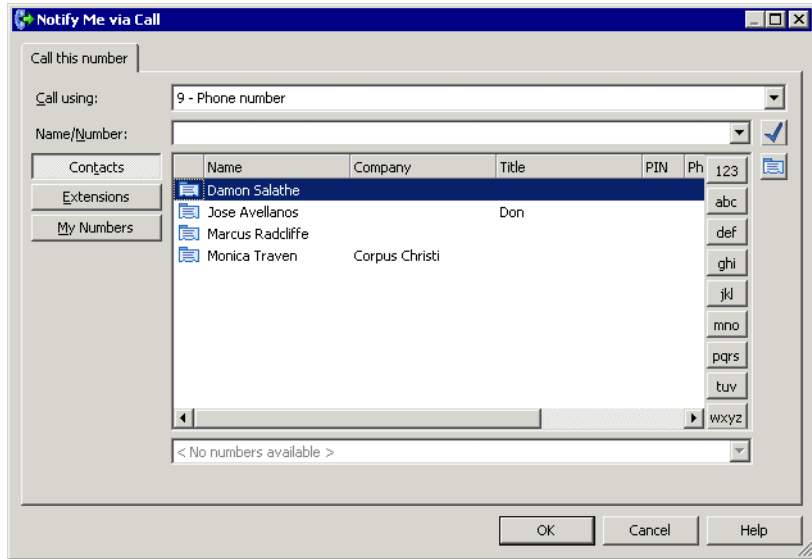 Notify Me via Call
Call this number
Call using:
9 - Phone number
Name/Number:
Contacts
Extensions
My Numbers
Name Company Title PIN Ph
Damon Salathe
Jose Avellanos Don
Marcus Radcliffe
Monica Traven Corpus Christi
123
abc
def
ghi
jkl
mno
pqrs
tuv
wxyz
< No numbers available >
OK Cancel Help